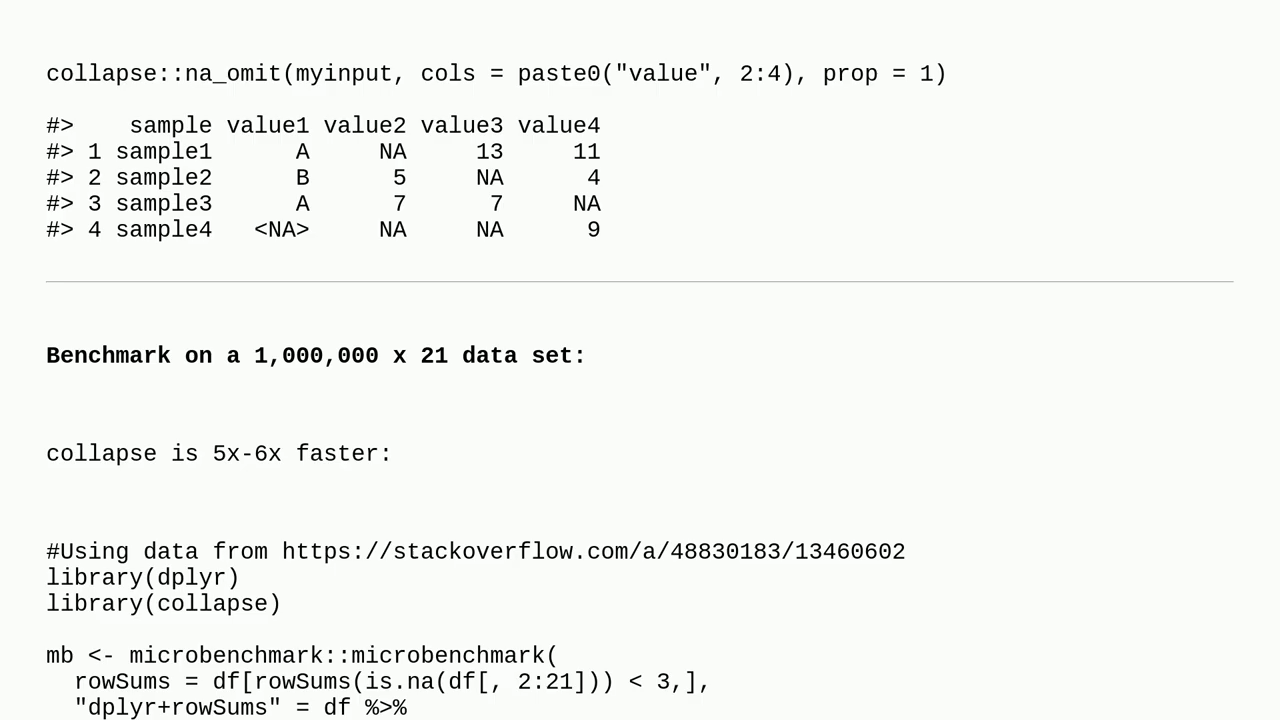 collapse::na_omit(myinput, cols = paste0("value", 2:4), prop = 1)
#>    sample value1 value2 value3 value4
#> 1 sample1      A     NA     13     11
#> 2 sample2      B      5     NA      4
#> 3 sample3      A      7      7     NA
#> 4 sample4   <NA>     NA     NA      9
Benchmark on a 1,000,000 x 21 data set:
collapse is 5x-6x faster:
#Using data from https://stackoverflow.com/a/48830183/13460602
library(dplyr)
library(collapse)
mb <- microbenchmark::microbenchmark(
  rowSums = df[rowSums(is.na(df[, 2:21])) < 3,],
  "dplyr+rowSums" = df %>%